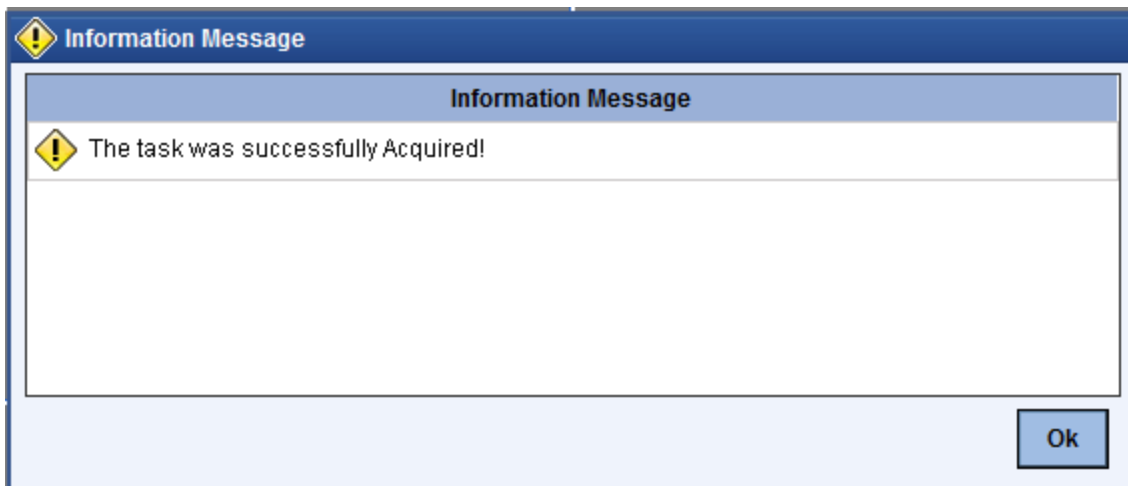 Information Message
Information Message
The task was successfully Acquired!
Ok